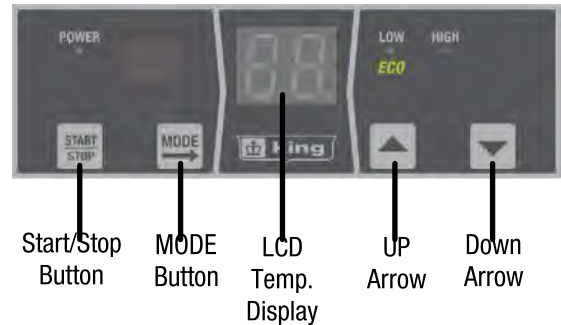 POWER
88
LOW HIGH
ECO
START
STOP
MODE
King
Start/Stop
Button
MODE
Button
LCD
Temp.
Display
UP
Arrow
Down
Arrow